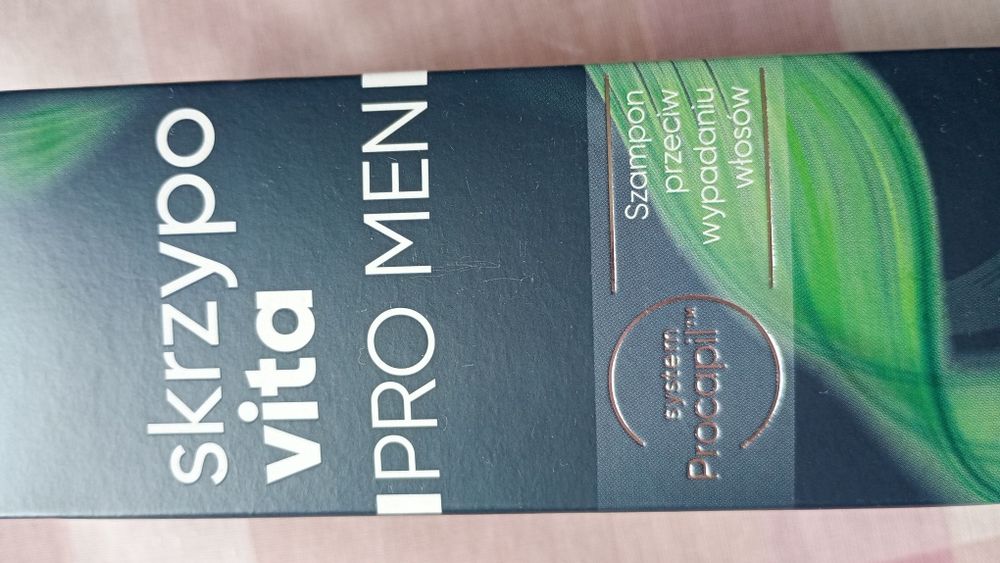 skrzypo
vita
PRO MEN
system
Procapil™
Szampon
przeciw
wypadaniu
włosów